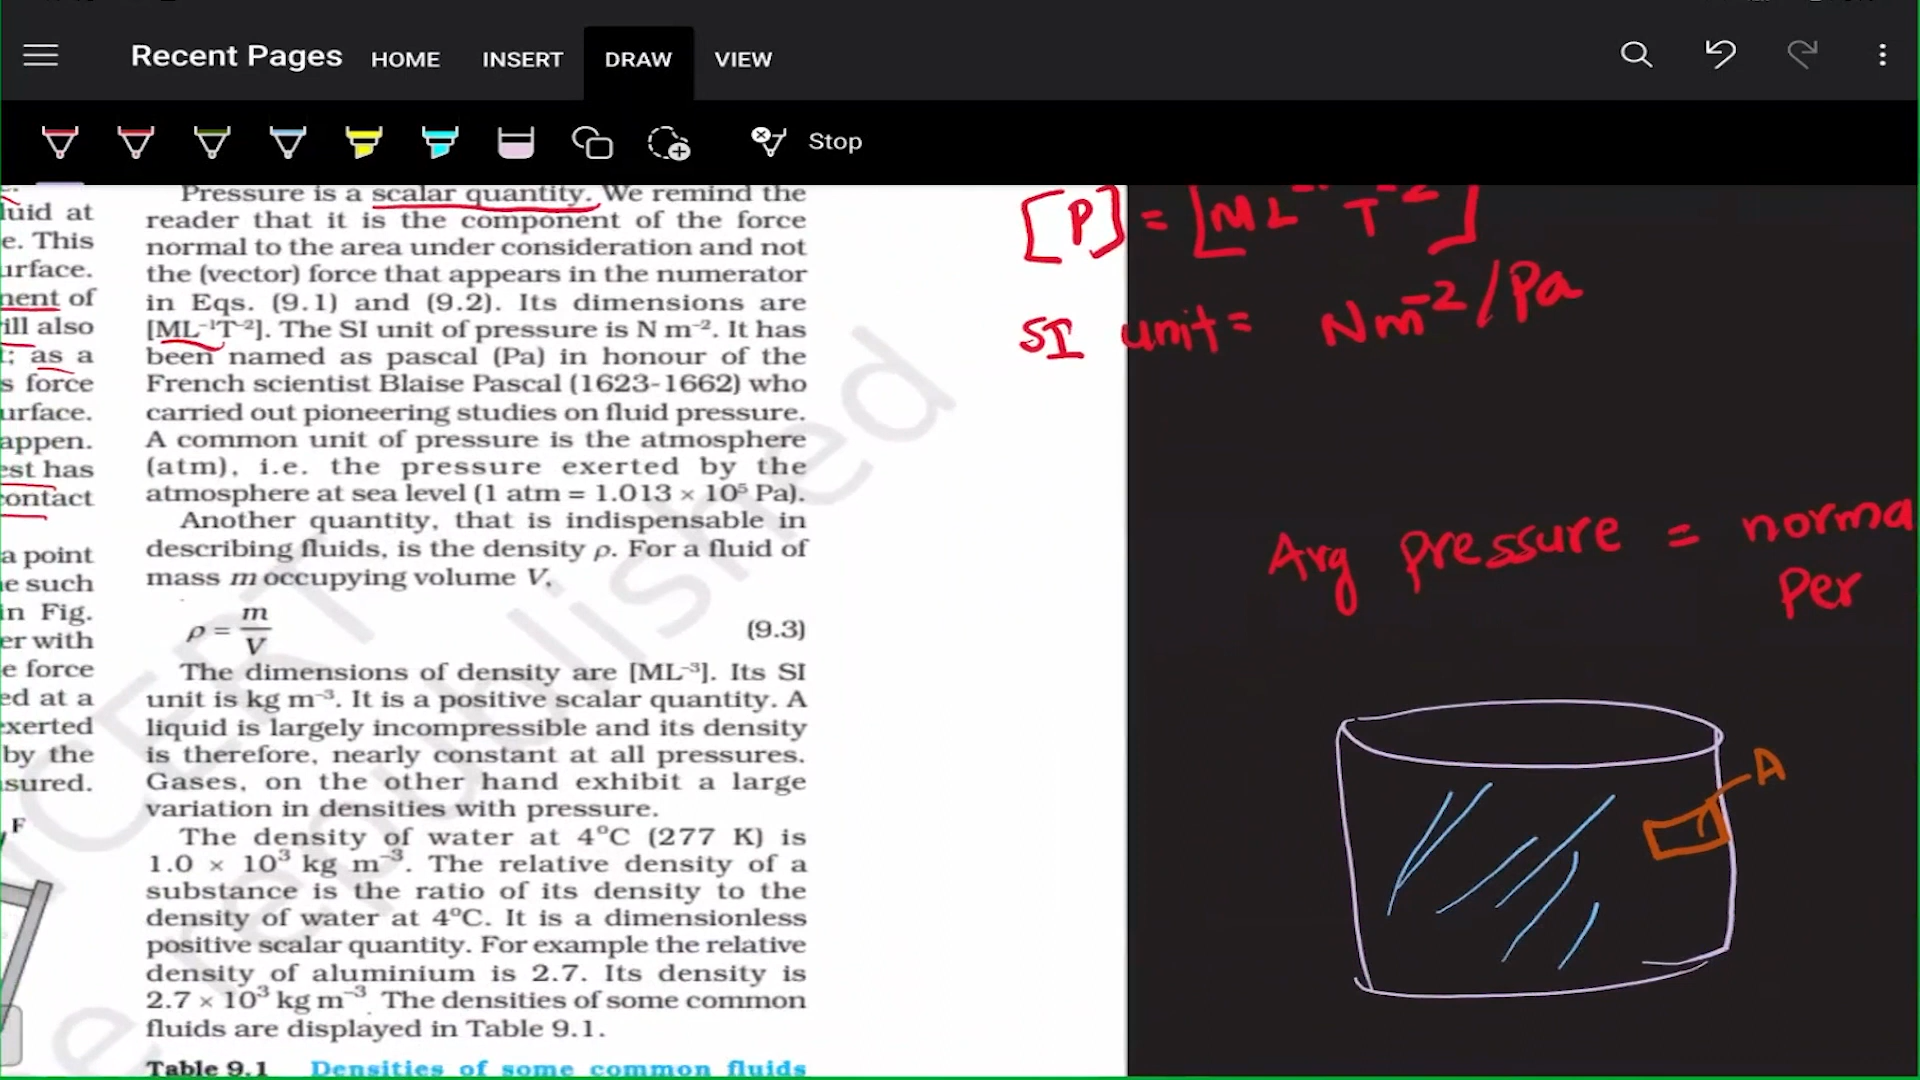 Recent Pages HOME INSERT DRAW VIEW
Stop
luid at
e. This
urface.
nent of
ill also
; as a
s force
urface.
appen.
est has
contact
a point
e such
in Fig.
er with
e force
ed at a
exerted
by the
asured.
F
Pressure is a scalar quantity. We remind the
reader that it is the component of the force
normal to the area under consideration and not
the (vector) force that appears in the numerator
in Eqs. (9.1) and (9.2). Its dimensions are
[ML⁻¹T⁻²]. The SI unit of pressure is N m⁻². It has
been named as pascal (Pa) in honour of the
French scientist Blaise Pascal (1623-1662) who
carried out pioneering studies on fluid pressure.
A common unit of pressure is the atmosphere
(atm), i.e. the pressure exerted by the
atmosphere at sea level (1 atm = 1.013 × 10⁵ Pa).
Another quantity, that is indispensable in
describing fluids, is the density ρ. For a fluid of
mass m occupying volume V,
ρ = m/V (9.3)
The dimensions of density are [ML⁻³]. Its SI
unit is kg m⁻³. It is a positive scalar quantity. A
liquid is largely incompressible and its density
is therefore, nearly constant at all pressures.
Gases, on the other hand exhibit a large
variation in densities with pressure.
The density of water at 4°C (277 K) is
1.0 × 10³ kg m⁻³. The relative density of a
substance is the ratio of its density to the
density of water at 4°C. It is a dimensionless
positive scalar quantity. For example the relative
density of aluminium is 2.7. Its density is
2.7 × 10³ kg m⁻³. The densities of some common
fluids are displayed in Table 9.1.
Table 9.1 Densities of some common fluids
NCERT
republished
[P] = [ML⁻¹T⁻²]
SI unit = Nm⁻²/Pa
Avg pressure = norma
Per
A